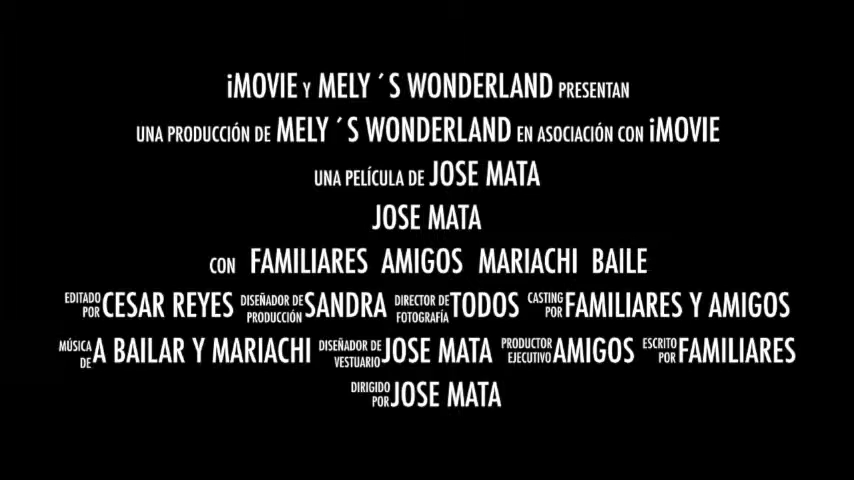 iMOVIE Y MELY ´S WONDERLAND PRESENTAN
UNA PRODUCCIÓN DE MELY ´S WONDERLAND EN ASOCIACIÓN CON iMOVIE
UNA PELÍCULA DE JOSE MATA
JOSE MATA
CON FAMILIARES AMIGOS MARIACHI BAILE
EDITADO POR CESAR REYES DISEÑADOR DE PRODUCCIÓN SANDRA DIRECTOR DE FOTOGRAFÍA TODOS CASTING POR FAMILIARES Y AMIGOS
MÚSICA DE A BAILAR Y MARIACHI DISEÑADOR DE VESTUARIO JOSE MATA PRODUCTOR EJECUTIVO AMIGOS ESCRITO POR FAMILIARES
DIRIGIDO POR JOSE MATA